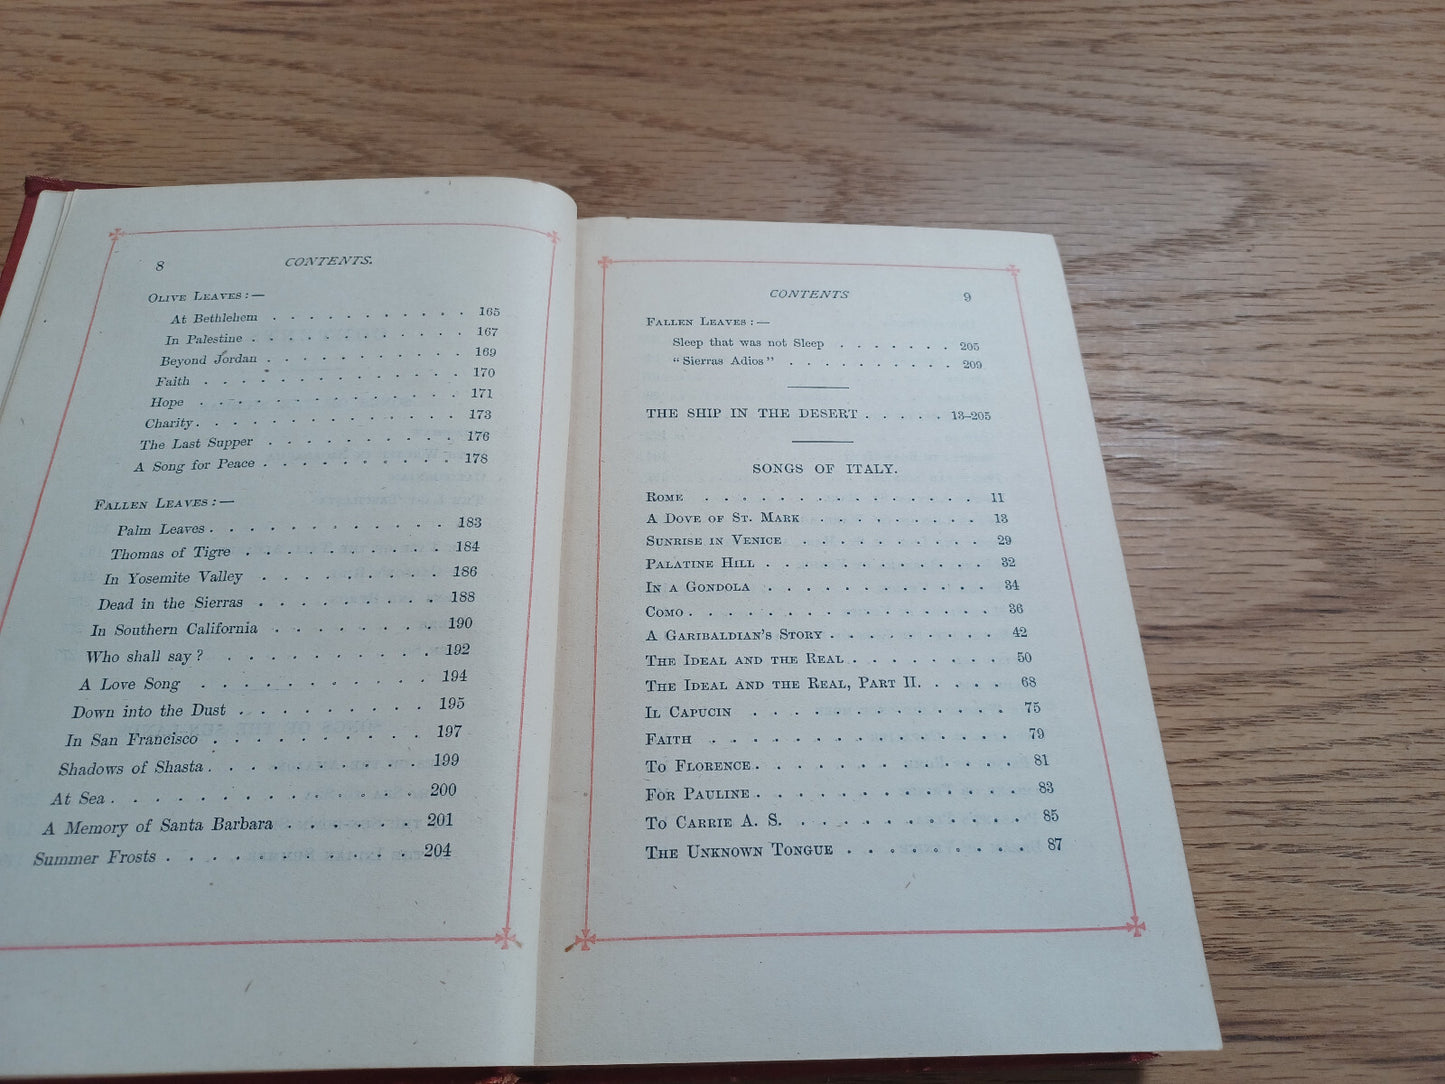 8 CONTENTS.
OLIVE LEAVES:—
At Bethlehem . . . . . . . . . . . 165
In Palestine . . . . . . . . . . . 167
Beyond Jordan . . . . . . . . . . . 169
Faith . . . . . . . . . . . . . 170
Hope . . . . . . . . . . . . . 171
Charity . . . . . . . . . . . . . 173
The Last Supper . . . . . . . . . . 176
A Song for Peace . . . . . . . . . . 178
FALLEN LEAVES:—
Palm Leaves . . . . . . . . . . . 183
Thomas of Tigre . . . . . . . . . . 184
In Yosemite Valley . . . . . . . . . 186
Dead in the Sierras . . . . . . . . . 188
In Southern California . . . . . . . . 190
Who shall say? . . . . . . . . . . 192
A Love Song . . . . . . . . . . . 194
Down into the Dust . . . . . . . . . 195
In San Francisco . . . . . . . . . . 197
Shadows of Shasta . . . . . . . . . 199
At Sea . . . . . . . . . . . . . 200
A Memory of Santa Barbara . . . . . . 201
Summer Frosts . . . . . . . . . . 204
CONTENTS 9
FALLEN LEAVES:—
Sleep that was not Sleep . . . . . . . 205
"Sierras Adios" . . . . . . . . . . 209
THE SHIP IN THE DESERT . . . . . 13–205
SONGS OF ITALY.
ROME . . . . . . . . . . . . . 11
A DOVE OF ST. MARK . . . . . . . . . 13
SUNRISE IN VENICE . . . . . . . . . 29
PALATINE HILL . . . . . . . . . . . 32
IN A GONDOLA . . . . . . . . . . . 34
COMO . . . . . . . . . . . . . 36
A GARIBALDIAN'S STORY . . . . . . . . 42
THE IDEAL AND THE REAL . . . . . . . . 50
THE IDEAL AND THE REAL, PART II. . . . . 68
IL CAPUCIN . . . . . . . . . . . 75
FAITH . . . . . . . . . . . . . 79
TO FLORENCE . . . . . . . . . . . 81
FOR PAULINE . . . . . . . . . . . 83
TO CARRIE A. S. . . . . . . . . . . 85
THE UNKNOWN TONGUE . . . . . . . . . 87